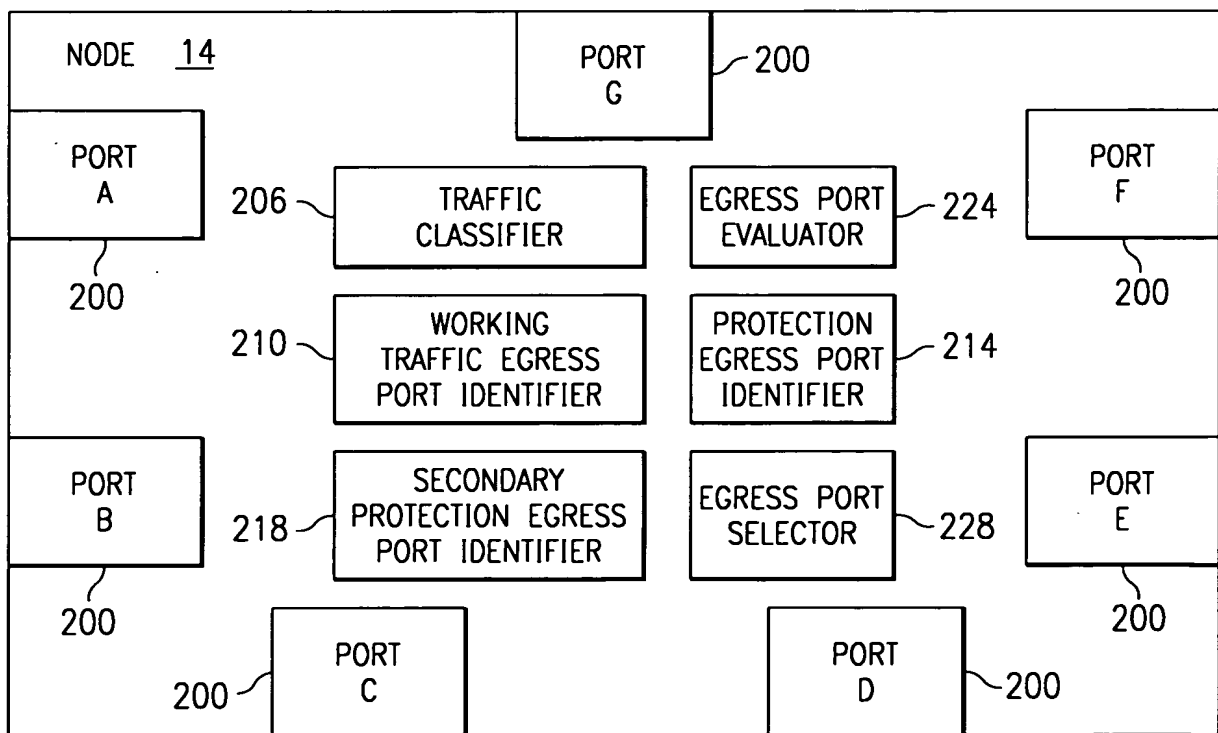 NODE 14
PORT
G
200
PORT
A
200
206
TRAFFIC
CLASSIFIER
EGRESS PORT
EVALUATOR
224
PORT
F
200
210
WORKING
TRAFFIC EGRESS
PORT IDENTIFIER
PROTECTION
EGRESS PORT
IDENTIFIER
214
PORT
B
200
218
SECONDARY
PROTECTION EGRESS
PORT IDENTIFIER
EGRESS PORT
SELECTOR
228
PORT
E
200
200
PORT
C
PORT
D
200